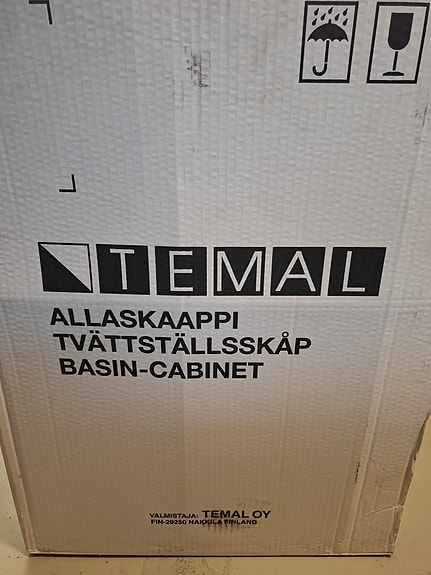 TEMAL
ALLASKAAPPI
TVÄTTSTÄLLSSKÅP
BASIN-CABINET
VALMISTAJA: TEMAL OY
FIN-29250 NAKKILA FINLAND